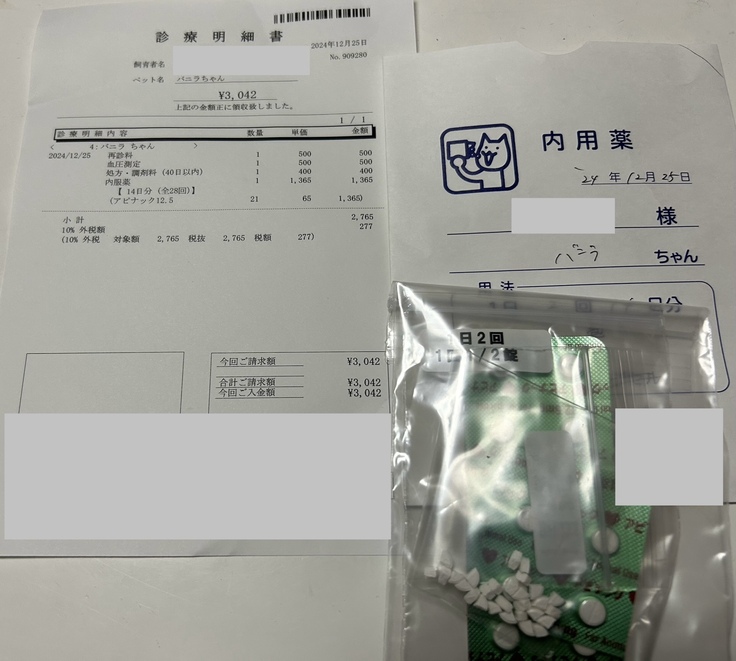 診療明細書
2024年12月25日
No. 909280
飼育者名
ペット名 バニラちゃん
¥3,042
上記の金額正に領収致しました。
1 / 1
診療明細内容 数量 単価 金額
< 4:バニラ ちゃん >
2024/12/25 再診料 1 500 500
血圧測定 1 500 500
処方・調剤料 (40日以内) 1 400 400
内服薬 1 1,365 1,365
【 14日分 (全28回)】
(アピナック12.5 21 65 1,365)
小 計 2,765
10% 外税額 277
(10% 外税 対象額 2,765 税抜 2,765 税額 277)
今回ご請求額 ¥3,042
合計ご請求額 ¥3,042
今回ご入金額 ¥3,042
内用薬
24 年 12月 25日
様
バニラ ちゃん
用 法
日分
日2回
/2錠